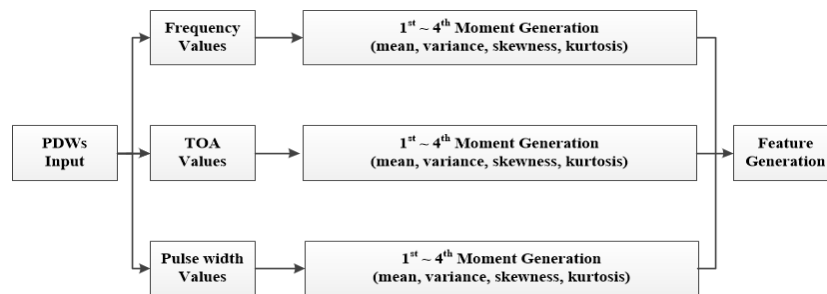 Frequency
Values
1st ~ 4th Moment Generation
(mean, variance, skewness, kurtosis)
PDWs
Input
TOA
Values
1st ~ 4th Moment Generation
(mean, variance, skewness, kurtosis)
Feature
Generation
Pulse width
Values
1st ~ 4th Moment Generation
(mean, variance, skewness, kurtosis)